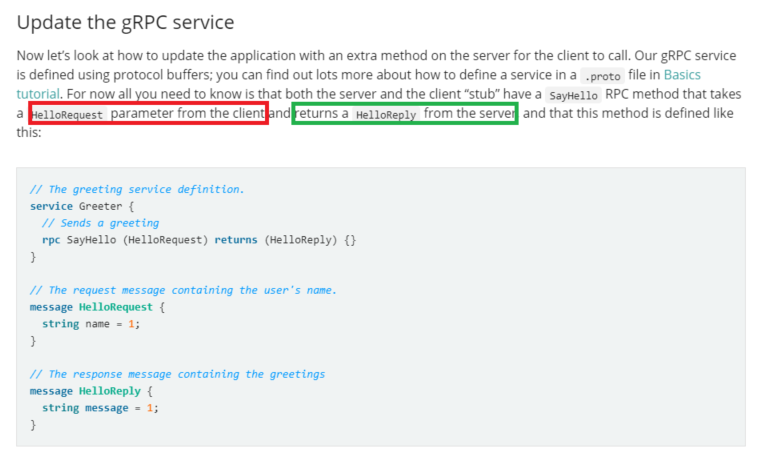 Update the gRPC service
Now let’s look at how to update the application with an extra method on the server for the client to call. Our gRPC service
is defined using protocol buffers; you can find out lots more about how to define a service in a .proto file in Basics
tutorial. For now all you need to know is that both the server and the client “stub” have a SayHello RPC method that takes
a HelloRequest parameter from the client and returns a HelloReply from the server, and that this method is defined like
this:
// The greeting service definition.
service Greeter {
  // Sends a greeting
  rpc SayHello (HelloRequest) returns (HelloReply) {}
}
// The request message containing the user's name.
message HelloRequest {
  string name = 1;
}
// The response message containing the greetings
message HelloReply {
  string message = 1;
}